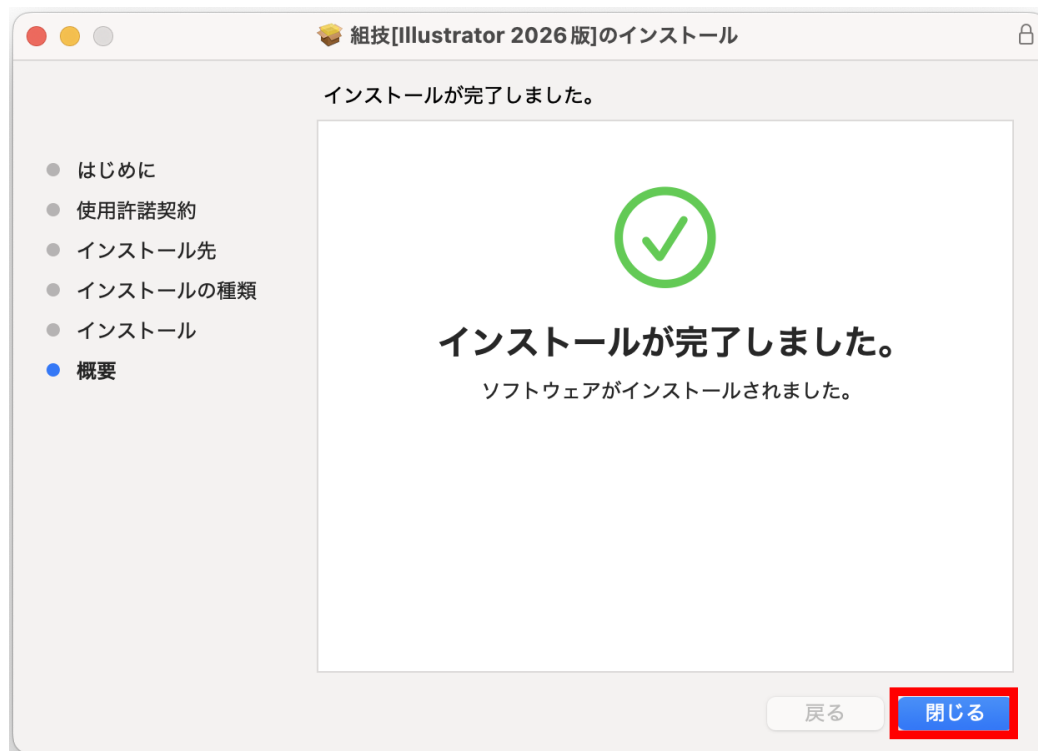 組技[Illustrator 2026版]のインストール
インストールが完了しました。
はじめに
使用許諾契約
インストール先
インストールの種類
インストール
概要
インストールが完了しました。
ソフトウェアがインストールされました。
戻る
閉じる